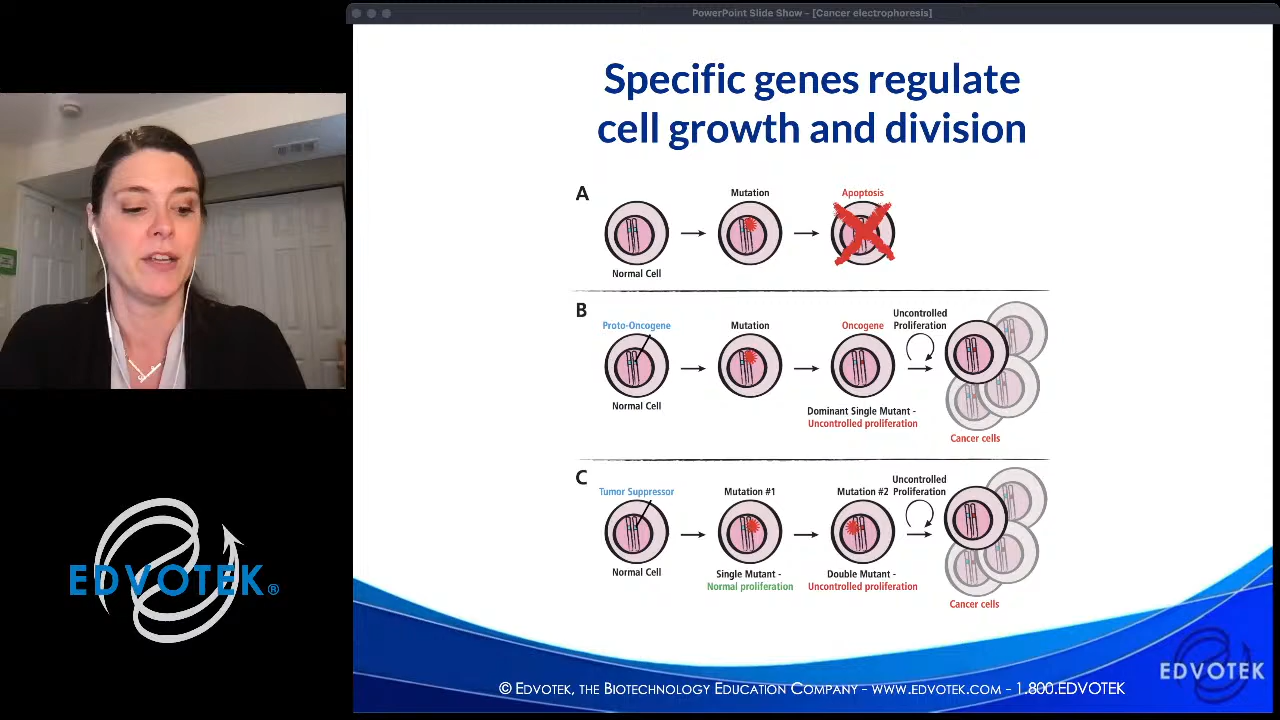 PowerPoint Slide Show - [Cancer electrophoresis]
Specific genes regulate
cell growth and division
A
Mutation
Apoptosis
Normal Cell
B
Proto-Oncogene
Mutation
Oncogene
Uncontrolled
Proliferation
Normal Cell
Dominant Single Mutant -
Uncontrolled proliferation
Cancer cells
C
Tumor Suppressor
Mutation #1
Mutation #2
Uncontrolled
Proliferation
Normal Cell
Single Mutant -
Normal proliferation
Double Mutant -
Uncontrolled proliferation
Cancer cells
EDVOTEK®
EDVOTEK
© EDVOTEK, THE BIOTECHNOLOGY EDUCATION COMPANY - WWW.EDVOTEK.COM - 1.800.EDVOTEK